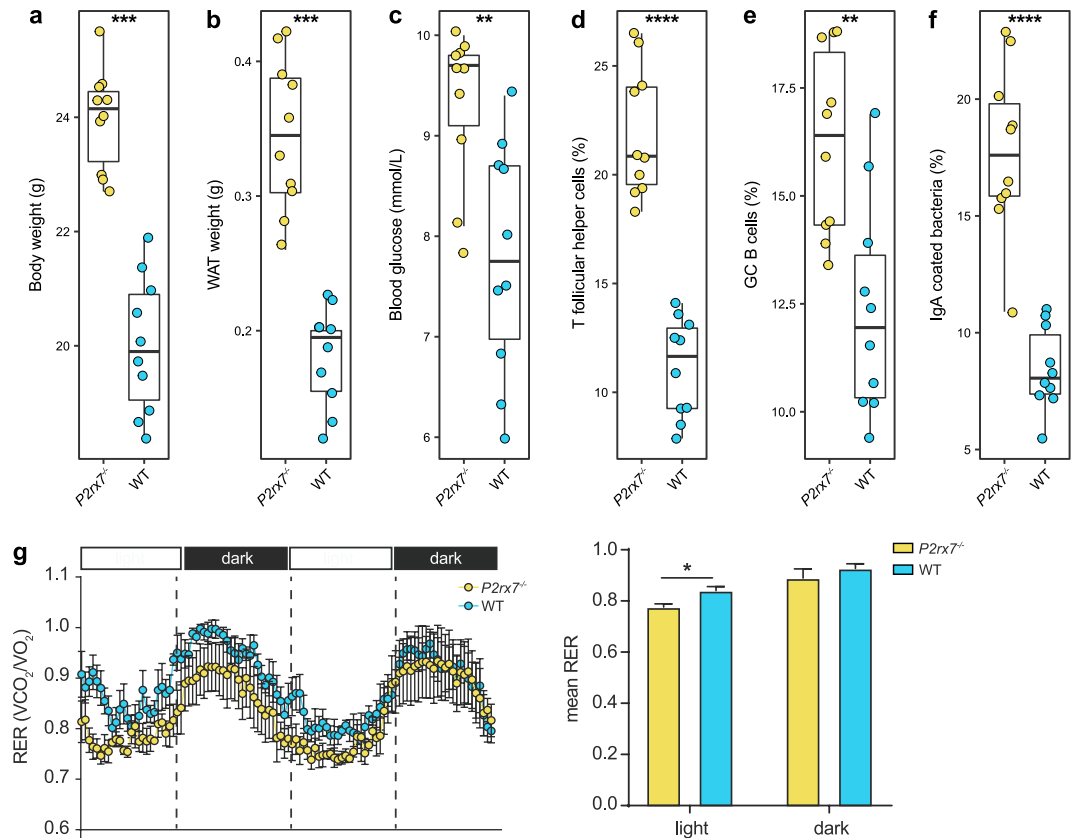 a
***
Body weight (g)
24
22
20
P2rx7-/-
WT
b
***
WAT weight (g)
0.4
0.3
0.2
P2rx7-/-
WT
c
**
Blood glucose (mmol/L)
10
9
8
7
6
P2rx7-/-
WT
d
****
T follicular helper cells (%)
25
20
15
10
P2rx7-/-
WT
e
**
GC B cells (%)
17.5
15.0
12.5
10.0
P2rx7-/-
WT
f
****
IgA coated bacteria (%)
20
15
10
5
P2rx7-/-
WT
g
dark
dark
RER (VCO2/VO2)
1.1
1.0
0.9
0.8
0.7
0.6
P2rx7-/-
WT
mean RER
1.0
0.8
0.6
0.4
0.2
0.0
*
light
dark
P2rx7-/-
WT